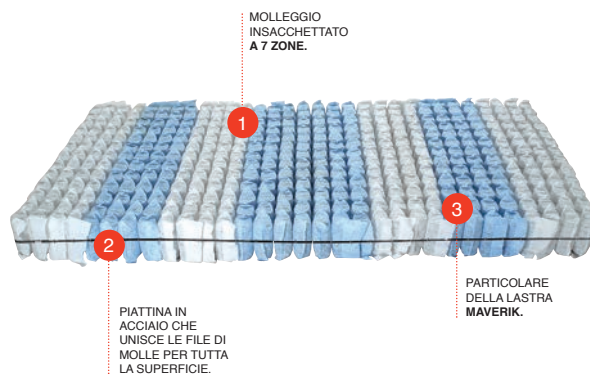 MOLLEGGIO
INSACCHETTATO
A 7 ZONE.
1
2
3
PIATTINA IN
ACCIAIO CHE
UNISCE LE FILE DI
MOLLE PER TUTTA
LA SUPERFICIE.
PARTICOLARE
DELLA LASTRA
MAVERIK.